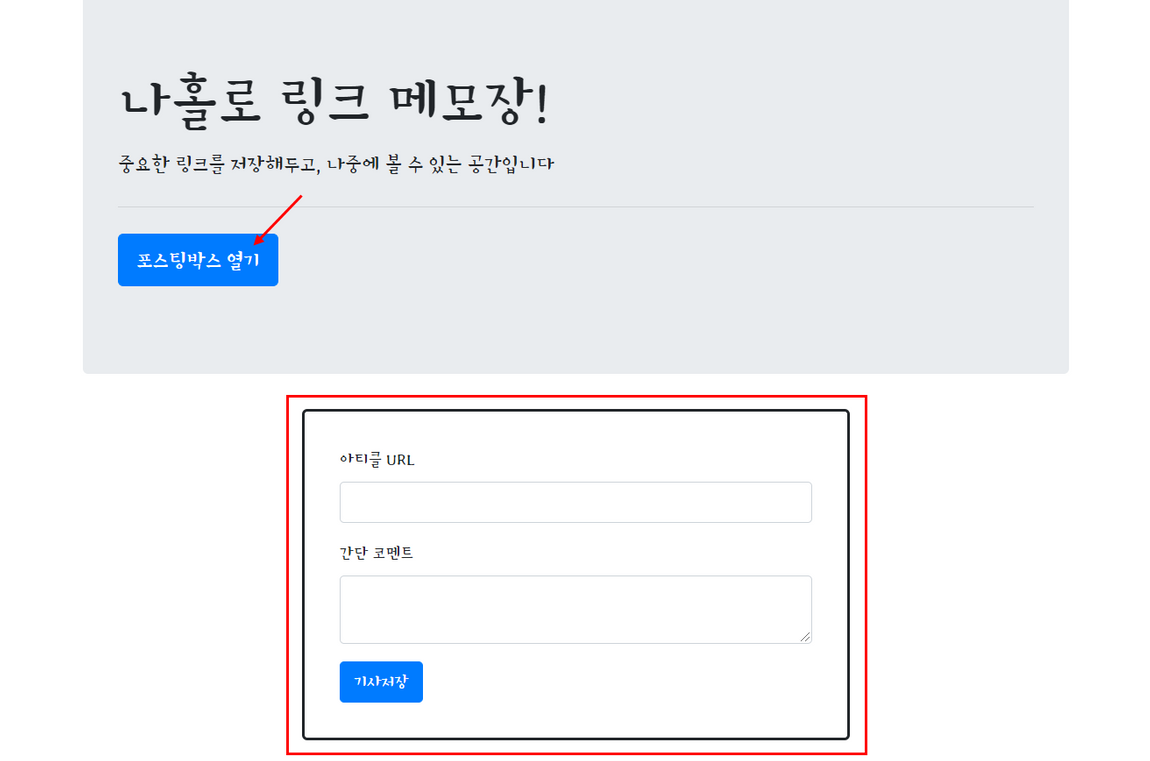 나홀로 링크 메모장!
중요한 링크를 저장해두고, 나중에 볼 수 있는 공간입니다
포스팅박스 열기
아티클 URL
간단 코멘트
기사저장